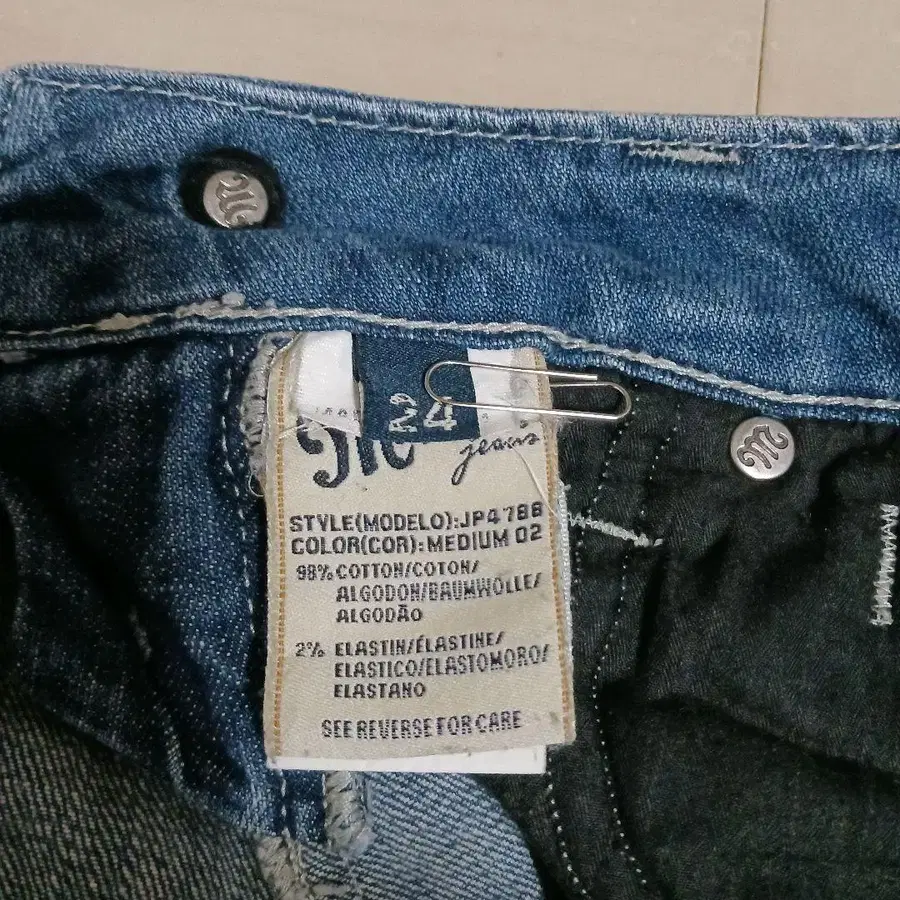 24
jeans
STYLE(MODELO):JP4788
COLOR(COR):MEDIUM 02
98% COTTON/COTON/
ALGODON/BAUMWOLLE/
ALGODÃO
2% ELASTIN/ÉLASTINE/
ELASTICO/ELASTOMORO/
ELASTANO
SEE REVERSE FOR CARE